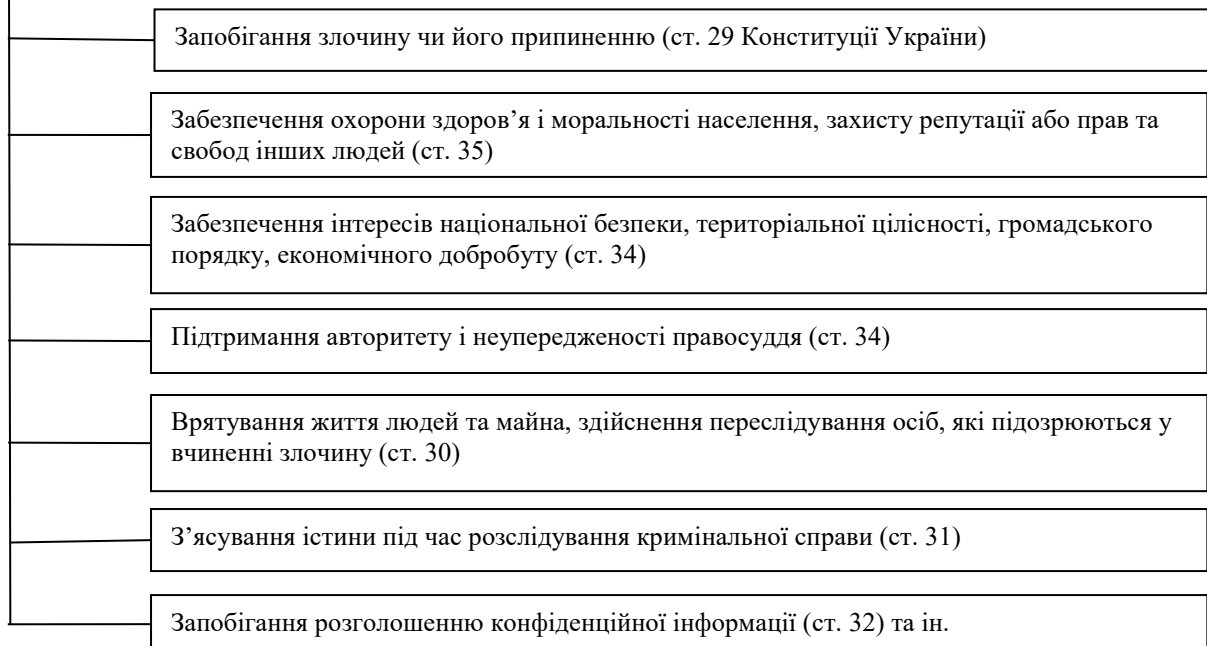 Запобігання злочину чи його припиненню (ст. 29 Конституції України)
Забезпечення охорони здоров’я і моральності населення, захисту репутації або прав та
свобод інших людей (ст. 35)
Забезпечення інтересів національної безпеки, територіальної цілісності, громадського
порядку, економічного добробуту (ст. 34)
Підтримання авторитету і неупередженості правосуддя (ст. 34)
Врятування життя людей та майна, здійснення переслідування осіб, які підозрюються у
вчиненні злочину (ст. 30)
З’ясування істини під час розслідування кримінальної справи (ст. 31)
Запобігання розголошенню конфіденційної інформації (ст. 32) та ін.